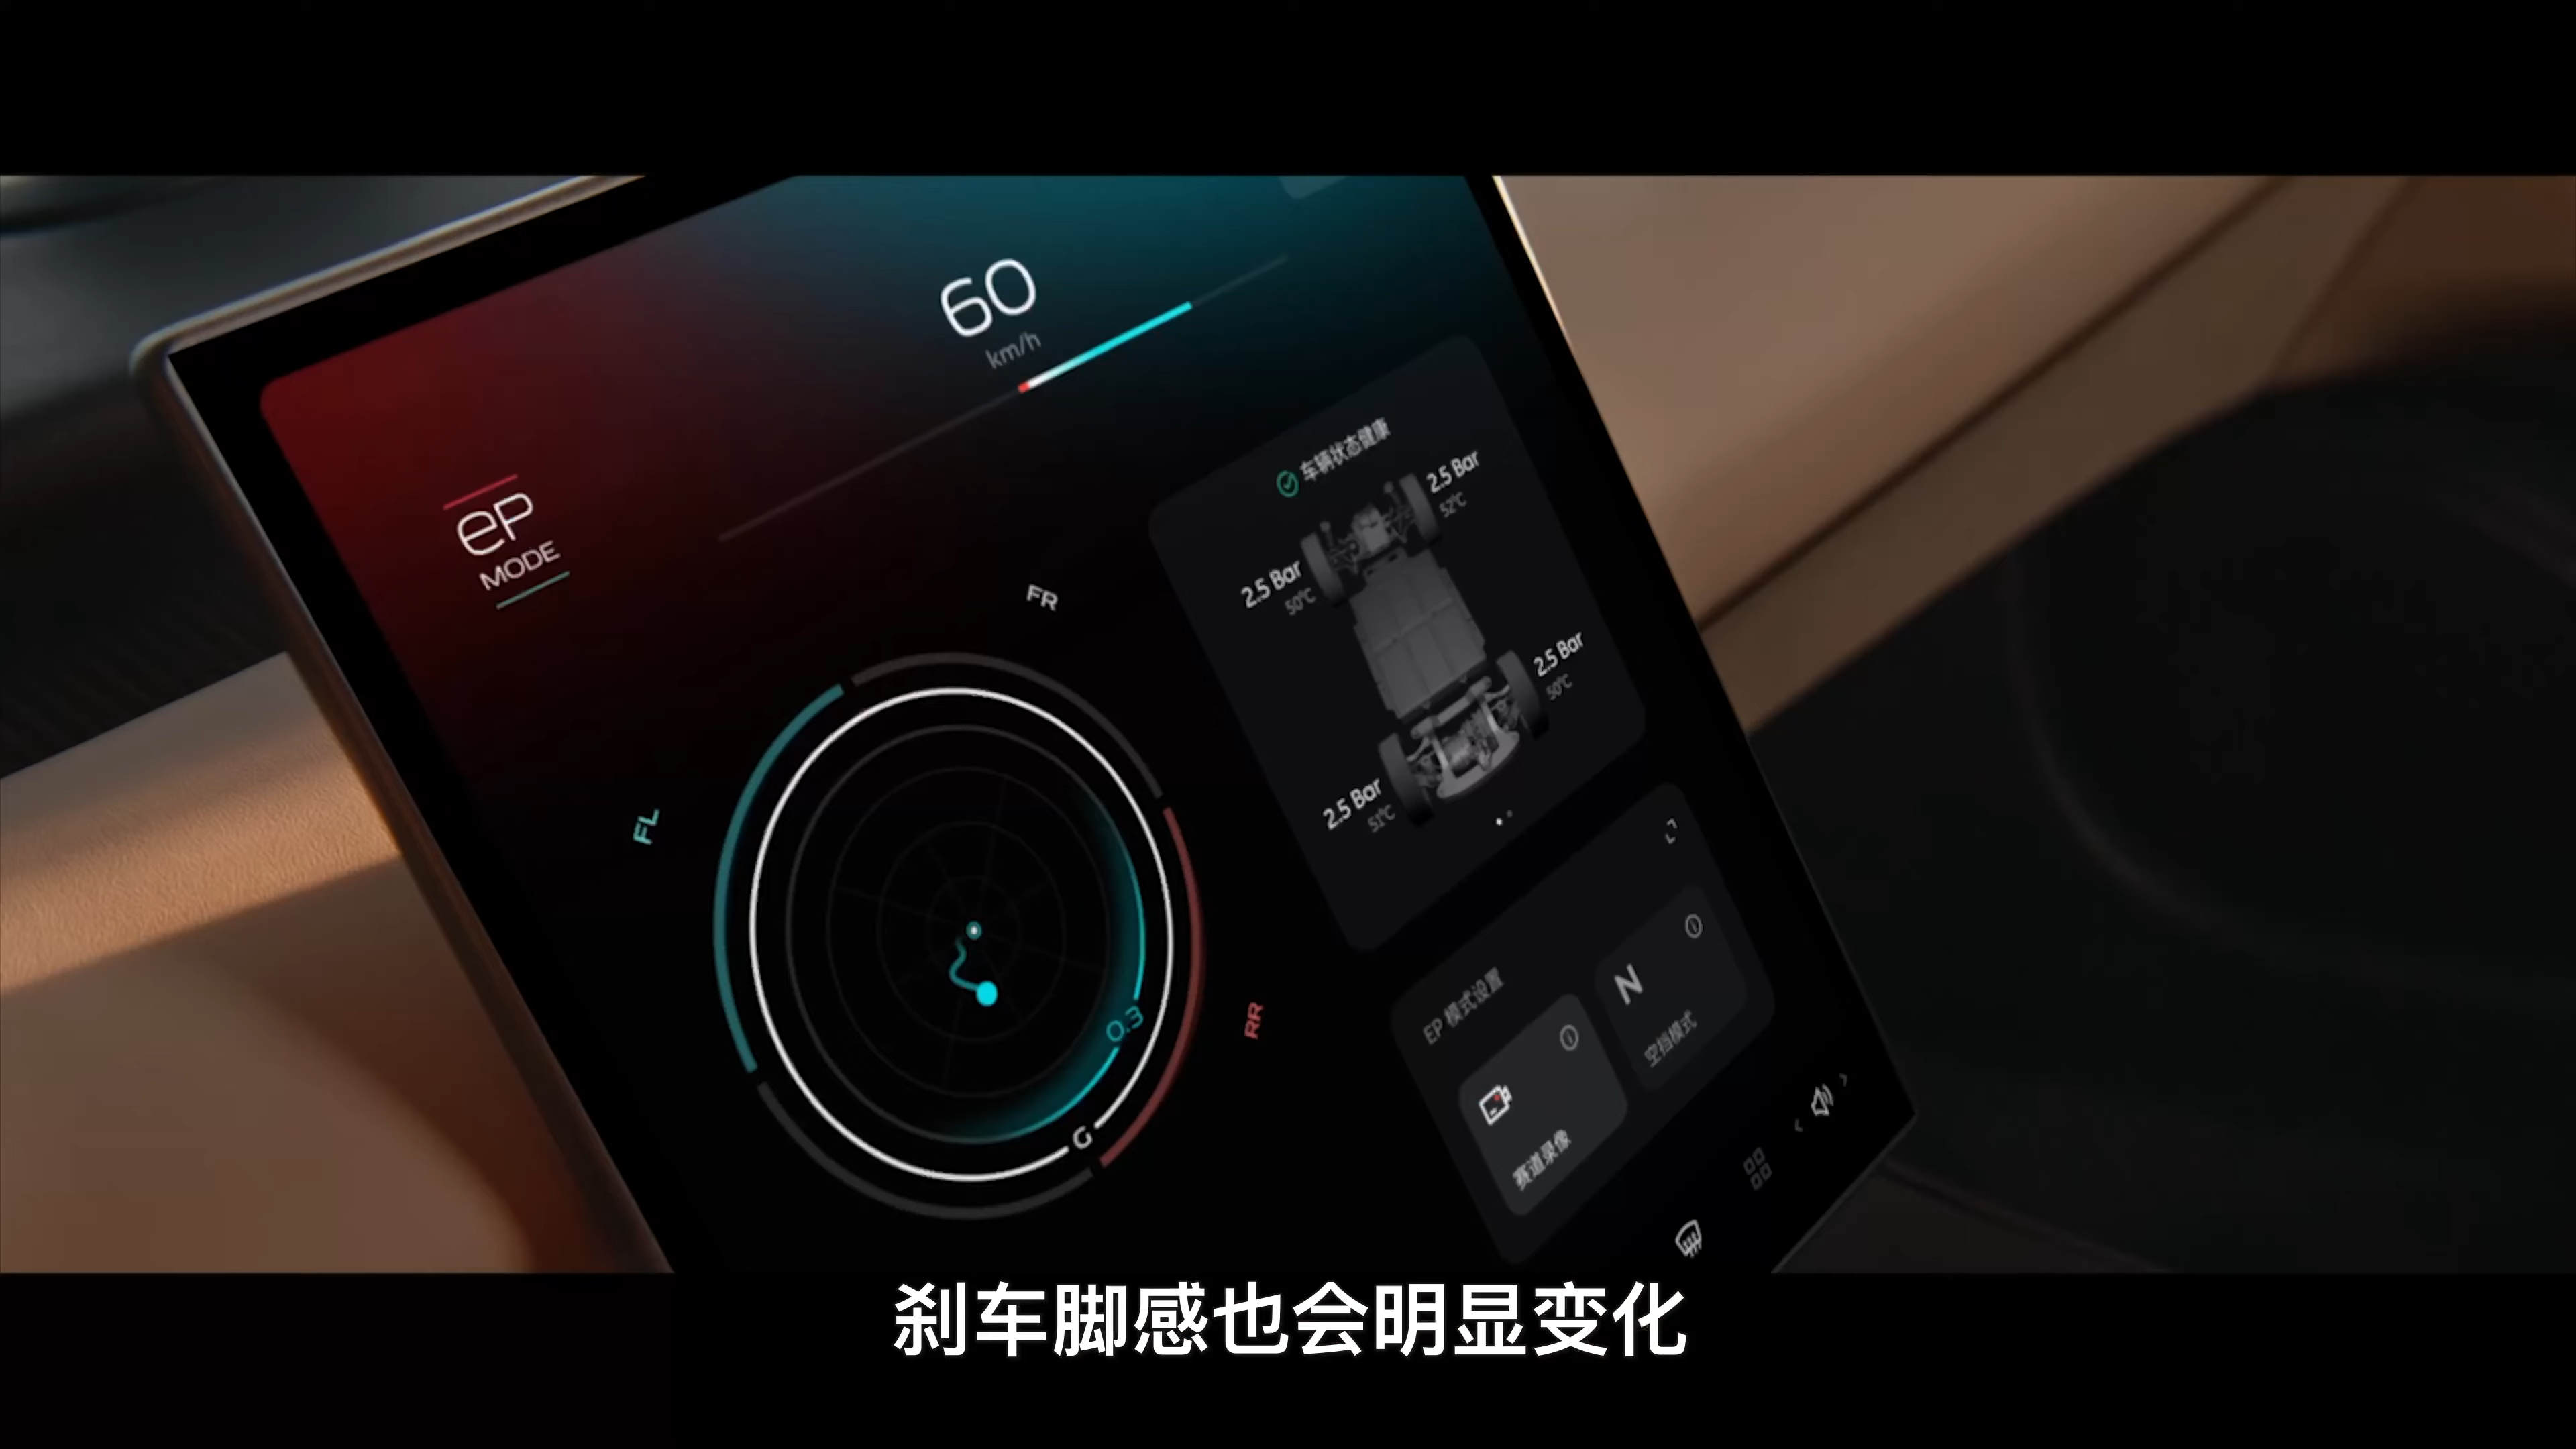 60
km/h
eP
MODE
车辆状态健康
2.5 Bar
52℃
2.5 Bar
50℃
2.5 Bar
50℃
2.5 Bar
51℃
FR
FL
RR
0.3
G
EP 模式设置
N
空挡模式
赛道录像
刹车脚感也会明显变化